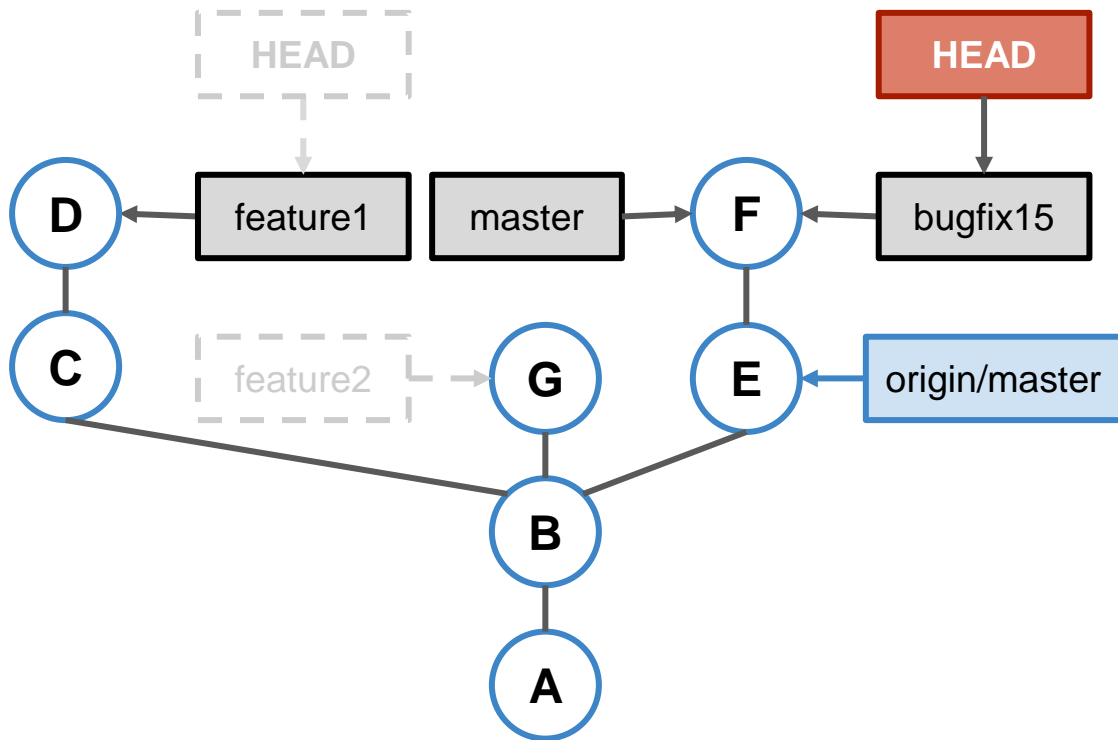 HEAD
HEAD
D
feature1
master
F
bugfix15
C
feature2
G
E
origin/master
B
A